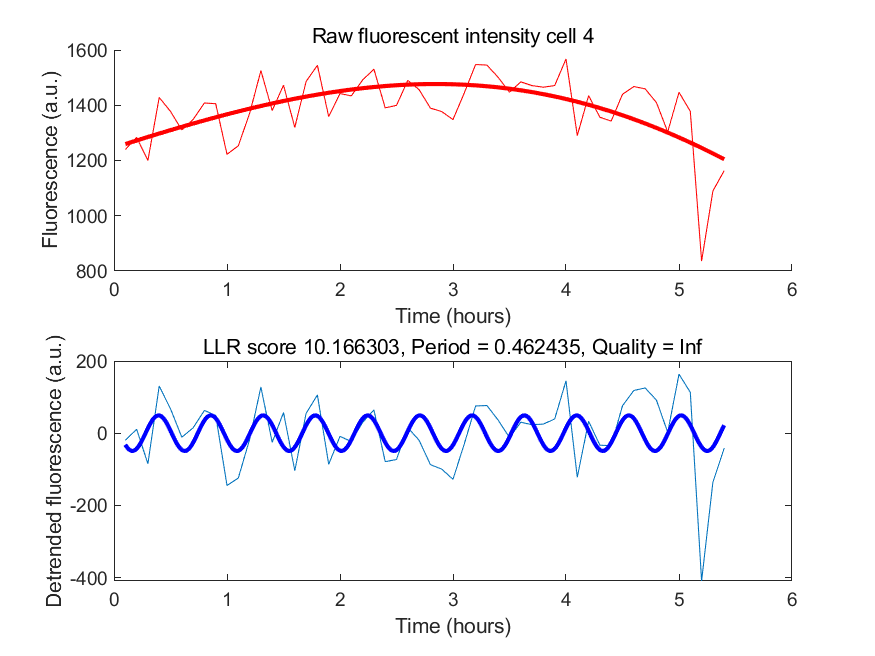 Raw fluorescent intensity cell 4
1600
1400
1200
1000
800
Fluorescence (a.u.)
0 1 2 3 4 5 6
Time (hours)
LLR score 10.166303, Period = 0.462435, Quality = Inf
200
0
-200
-400
Detrended fluorescence (a.u.)
0 1 2 3 4 5 6
Time (hours)